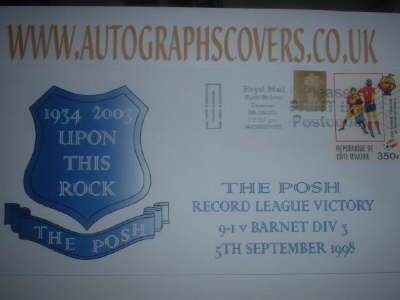 WWW.AUTOGRAPHSCOVERS.CO.UK
1934 2003
UPON
THIS
ROCK
THE POSH
Royal Mail
Postcode
REPUBLIQUE DE
COTE D'IVOIRE
350F
THE POSH
RECORD LEAGUE VICTORY
9-1 V BARNET DIV 3
5TH SEPTEMBER 1998